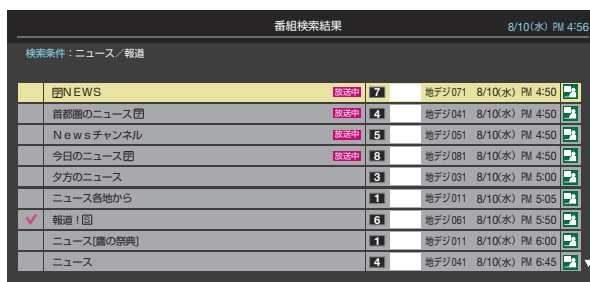 番組検索結果 8/10(水) PM 4:56
検索条件：ニュース／報道
字NEWS 放送中 7 地デジ071 8/10(水) PM 4:50
首都圏のニュース字 放送中 4 地デジ041 8/10(水) PM 4:50
Newsチャンネル 放送中 5 地デジ051 8/10(水) PM 4:50
今日のニュース字 放送中 8 地デジ081 8/10(水) PM 4:50
夕方のニュース 3 地デジ031 8/10(水) PM 5:00
ニュース各地から 1 地デジ011 8/10(水) PM 5:05
報道！S 6 地デジ061 8/10(水) PM 5:50
ニュース[鷹の祭典] 1 地デジ011 8/10(水) PM 6:00
ニュース 4 地デジ041 8/10(水) PM 6:45